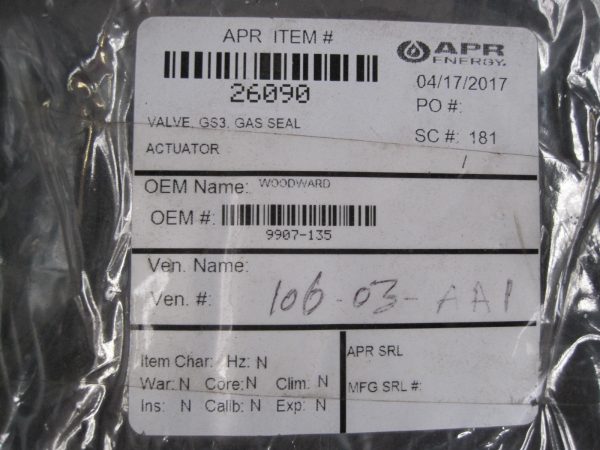 APR ITEM #
26090
APR
ENERGY
04/17/2017
PO #:
VALVE, GS3, GAS SEAL
ACTUATOR
SC #: 181
/
OEM Name: WOODWARD
OEM #:
9907-135
Ven. Name:
Ven. #: 106-03-AA1
Item Char: Hz: N
War: N Core: N Clim: N
Ins: N Calib: N Exp: N
APR SRL
MFG SRL #: